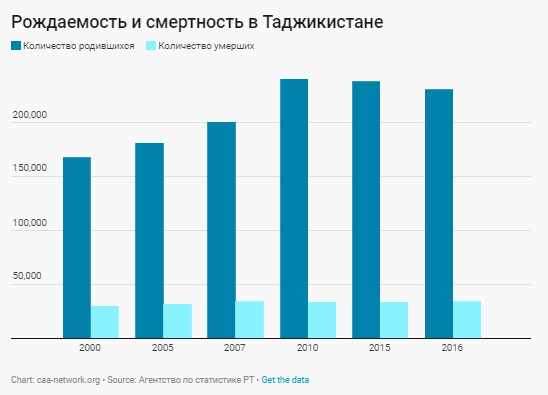 Рождаемость и смертность в Таджикистане
Количество родившихся Количество умерших
200,000
150,000
100,000
50,000
2000 2005 2007 2010 2015 2016
Chart: caa-network.org • Source: Агентство по статистике РТ • Get the data